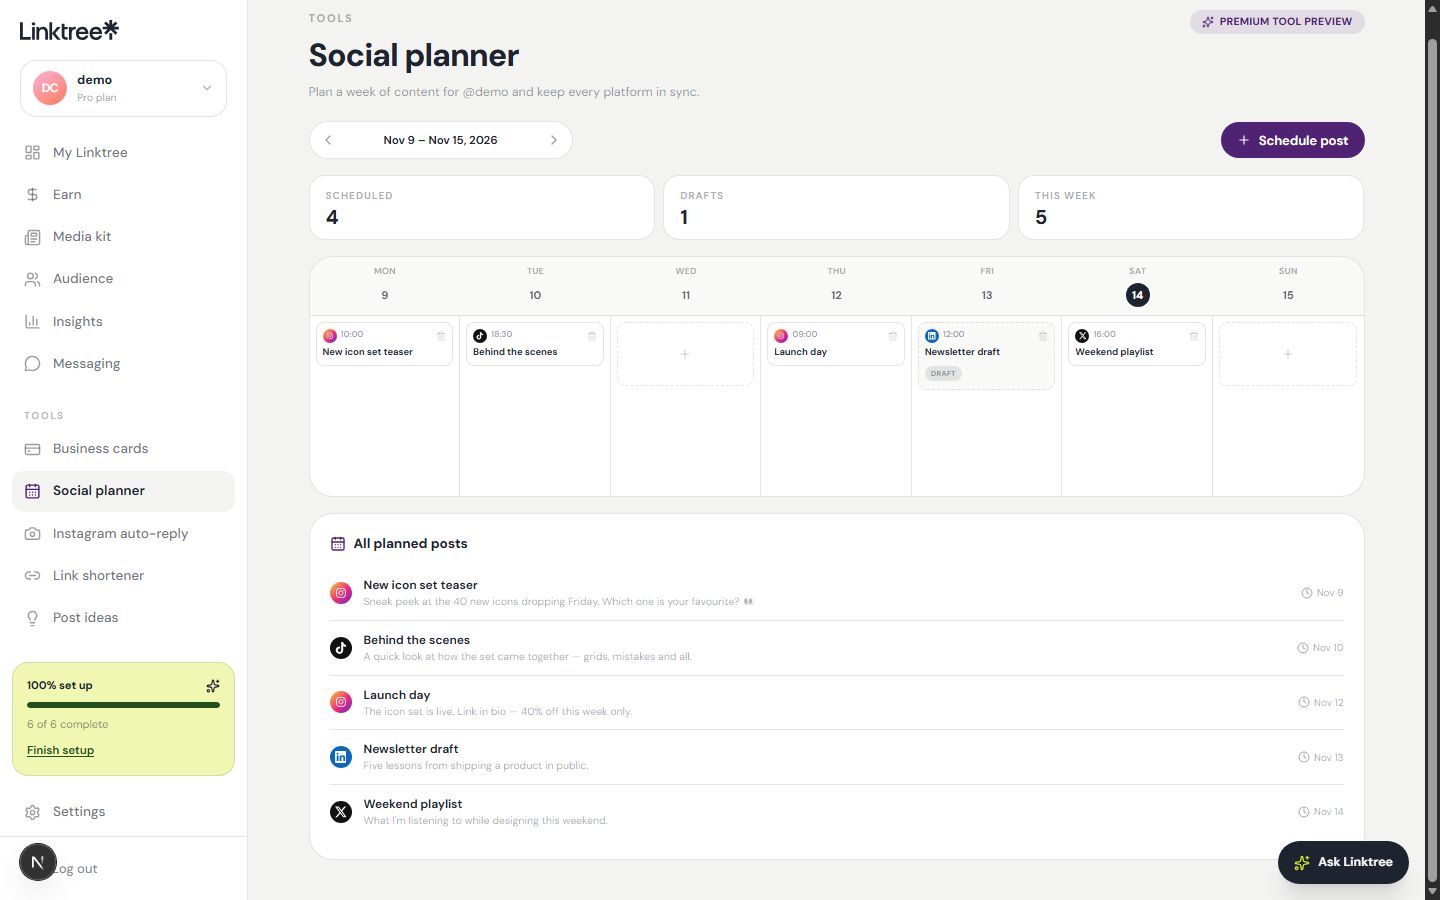 Linktree
DC
demo
Pro plan
My Linktree
Earn
Media kit
Audience
Insights
Messaging
TOOLS
Business cards
Social planner
Instagram auto-reply
Link shortener
Post ideas
100% set up
6 of 6 complete
Finish setup
Settings
N
Log out
TOOLS
PREMIUM TOOL PREVIEW
Social planner
Plan a week of content for @demo and keep every platform in sync.
Nov 9 – Nov 15, 2026
+ Schedule post
SCHEDULED
4
DRAFTS
1
THIS WEEK
5
MON
9
TUE
10
WED
11
THU
12
FRI
13
SAT
14
SUN
15
10:00
New icon set teaser
18:30
Behind the scenes
+
09:00
Launch day
12:00
Newsletter draft
DRAFT
16:00
Weekend playlist
+
All planned posts
New icon set teaser
Sneak peek at the 40 new icons dropping Friday. Which one is your favourite? 👀
Nov 9
Behind the scenes
A quick look at how the set came together — grids, mistakes and all.
Nov 10
Launch day
The icon set is live. Link in bio — 40% off this week only.
Nov 12
Newsletter draft
Five lessons from shipping a product in public.
Nov 13
Weekend playlist
What I'm listening to while designing this weekend.
Nov 14
Ask Linktree